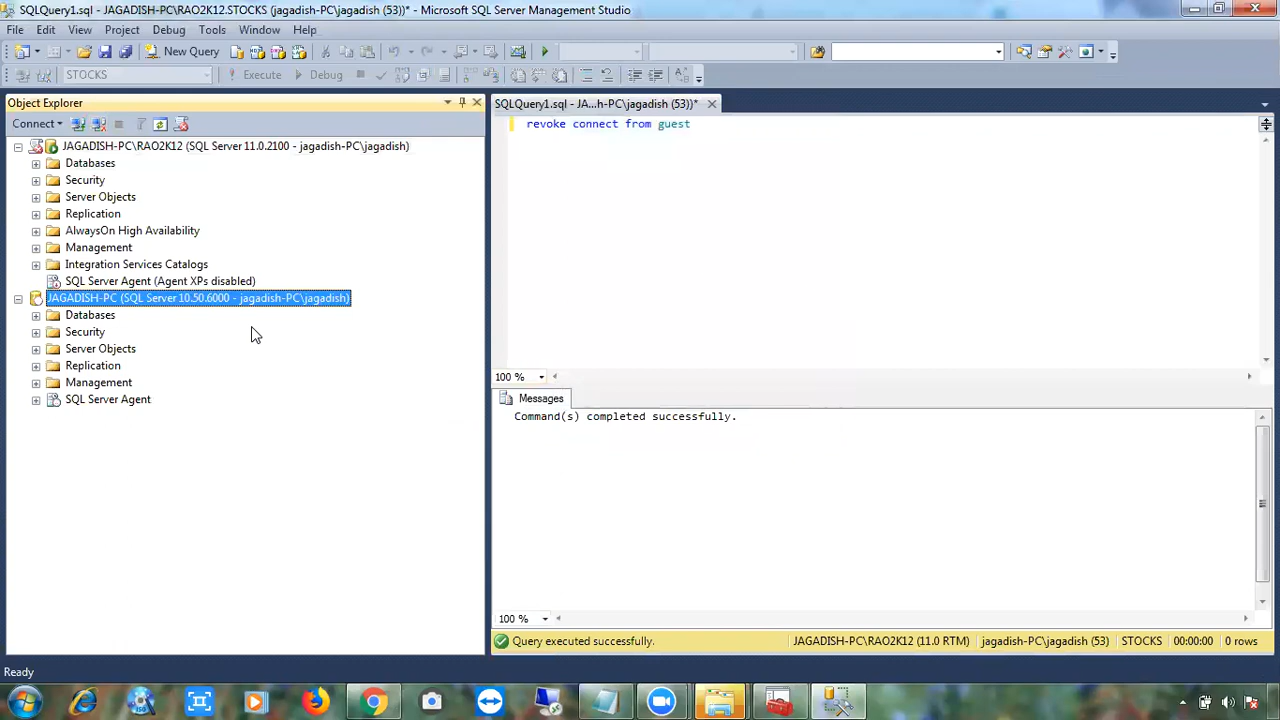 SQLQuery1.sql - JAGADISH-PC\RAO2K12.STOCKS (jagadish-PC\jagadish (53))* - Microsoft SQL Server Management Studio
File Edit View Project Debug Tools Window Help
New Query
STOCKS Execute Debug
Object Explorer
Connect
JAGADISH-PC\RAO2K12 (SQL Server 11.0.2100 - jagadish-PC\jagadish)
Databases
Security
Server Objects
Replication
AlwaysOn High Availability
Management
Integration Services Catalogs
SQL Server Agent (Agent XPs disabled)
JAGADISH-PC (SQL Server 10.50.6000 - jagadish-PC\jagadish)
Databases
Security
Server Objects
Replication
Management
SQL Server Agent
SQLQuery1.sql - JA...h-PC\jagadish (53))*
revoke connect from guest
100 %
Messages
Command(s) completed successfully.
100 %
Query executed successfully. JAGADISH-PC\RAO2K12 (11.0 RTM) jagadish-PC\jagadish (53) STOCKS 00:00:00 0 rows
Ready